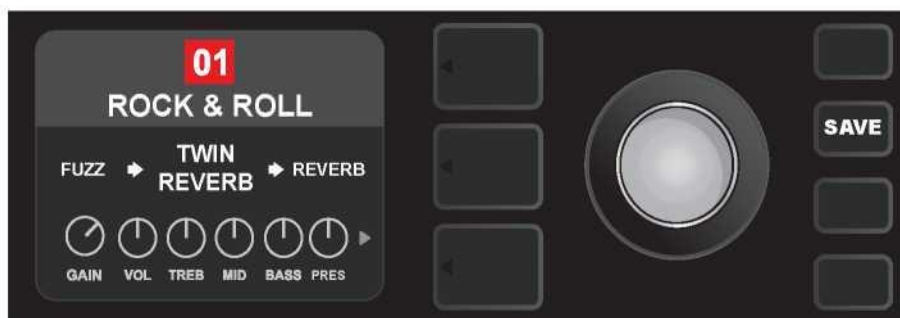 01
ROCK & ROLL
FUZZ TWIN REVERB REVERB
GAIN VOL TREB MID BASS PRES
SAVE